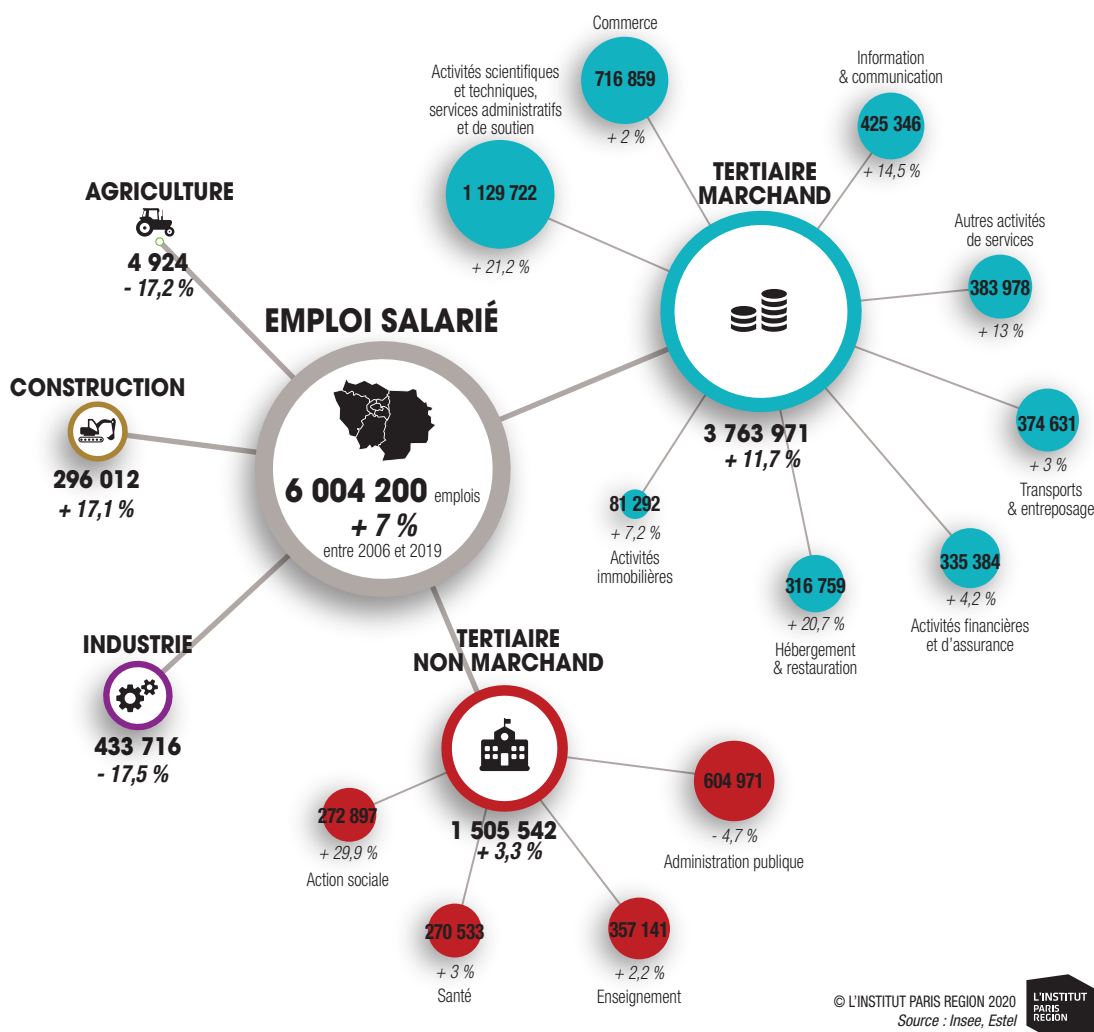 EMPLOI SALARIÉ
6 004 200 emplois
+ 7 %
entre 2006 et 2019
AGRICULTURE
4 924
- 17,2 %
CONSTRUCTION
296 012
+ 17,1 %
INDUSTRIE
433 716
- 17,5 %
TERTIAIRE
MARCHAND
3 763 971
+ 11,7 %
Activités scientifiques
et techniques,
services administratifs
et de soutien
1 129 722
+ 21,2 %
Commerce
716 859
+ 2 %
Information
& communication
425 346
+ 14,5 %
Autres activités
de services
383 978
+ 13 %
374 631
+ 3 %
Transports
& entreposage
335 384
+ 4,2 %
Activités financières
et d’assurance
316 759
+ 20,7 %
Hébergement
& restauration
81 292
+ 7,2 %
Activités
immobilières
TERTIAIRE
NON MARCHAND
1 505 542
+ 3,3 %
604 971
- 4,7 %
Administration publique
357 141
+ 2,2 %
Enseignement
270 533
+ 3 %
Santé
272 897
+ 29,9 %
Action sociale
© L’INSTITUT PARIS REGION 2020
Source : Insee, Estel
L’INSTITUT
PARIS
REGION